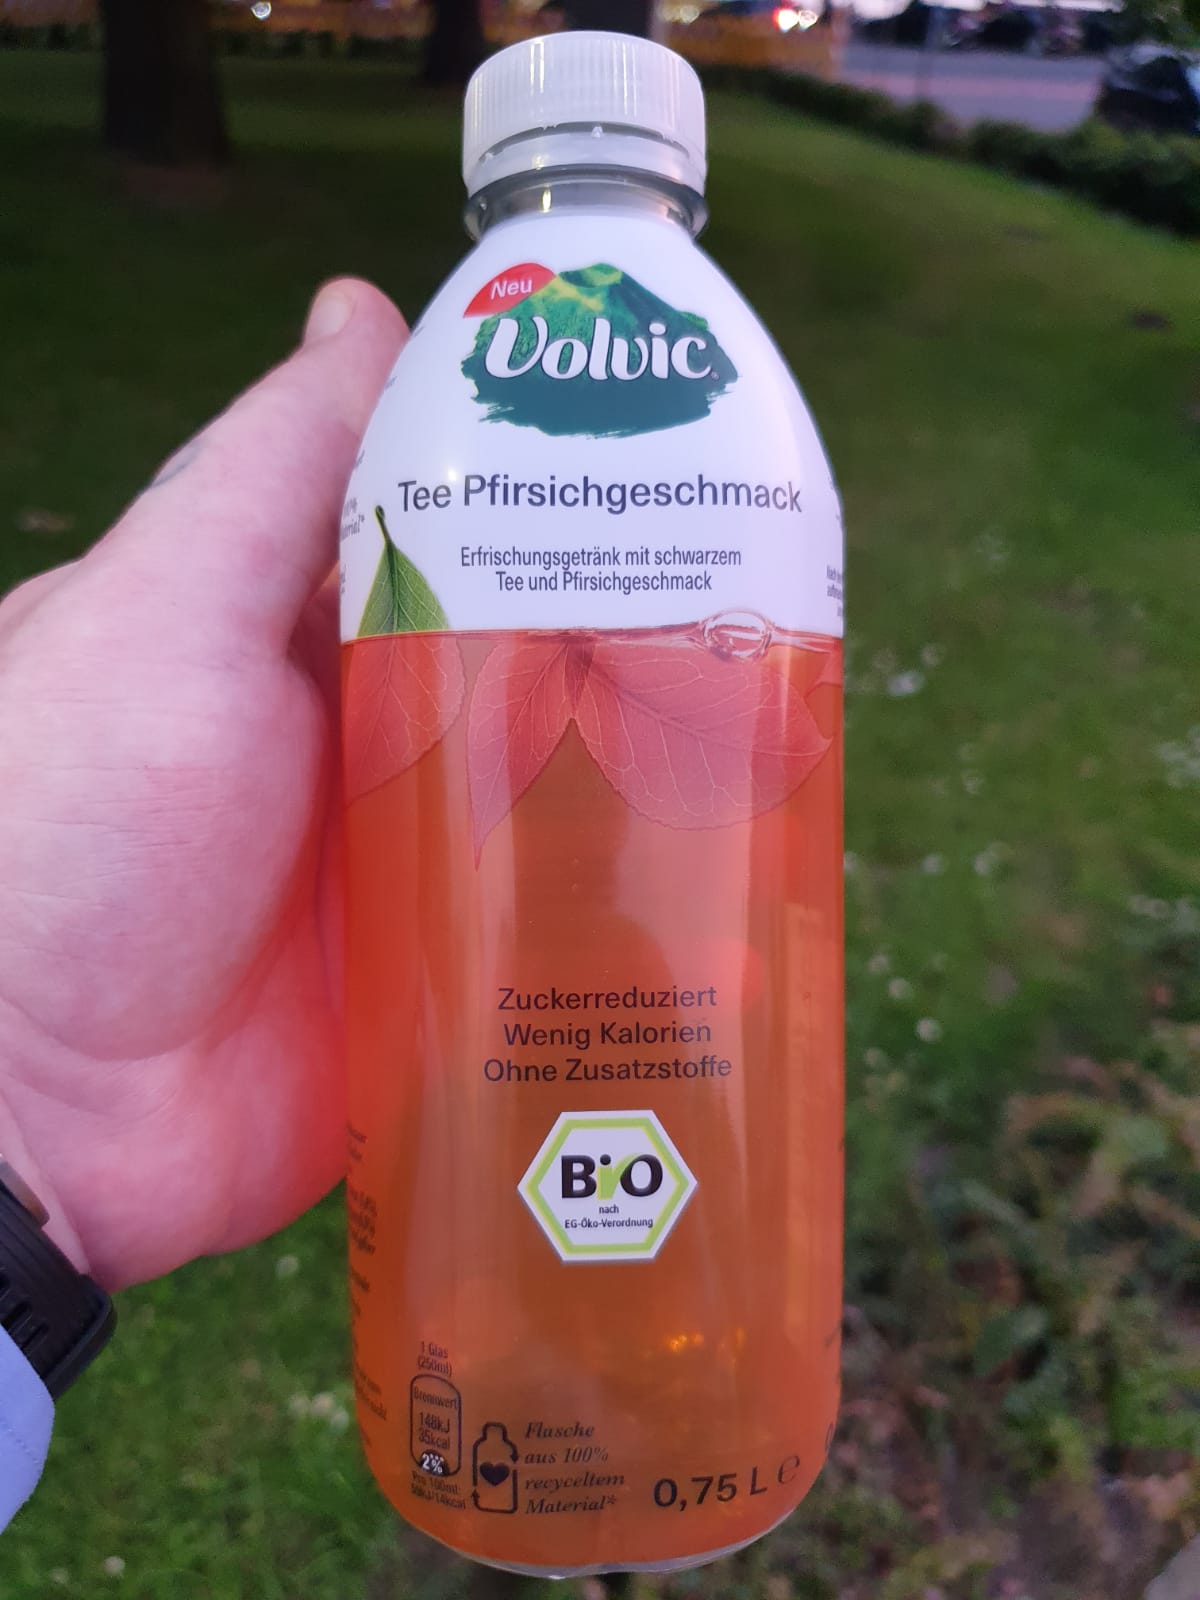 Neu
Volvic
Tee Pfirsichgeschmack
Erfrischungsgetränk mit schwarzem
Tee und Pfirsichgeschmack
Zuckerreduziert
Wenig Kalorien
Ohne Zusatzstoffe
BiO
nach
EG-Öko-Verordnung
1 Glas
(250ml)
Brennwert
148kJ
35kcal
2%
Flasche
aus 100%
recyceltem
Material*
0,75 L e